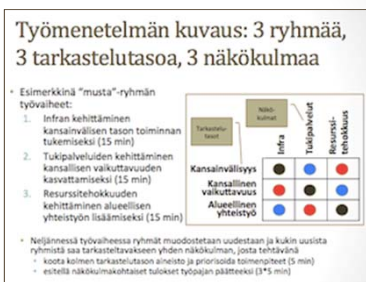 Työmenetelmän kuvaus: 3 ryhmää,
3 tarkastelutasoa, 3 näkökulmaa
• Esimerkkinä "musta"-ryhmän
työvaiheet:
1. Infran kehittäminen
kansainvälisen tason toiminnan
tukemiseksi (15 min)
2. Tukipalveluiden kehittäminen
kansallisen vaikuttavuuden
kasvattamiseksi (15 min)
3. Resurssitehokkuuden
kehittäminen alueellisen
yhteistyön lisäämiseksi (15 min)
Näkö-
kulmat
Tarkastelu-
tasot
Infra
Tukipalvelut
Resurssi-
tehokkuus
Kansainvälisyys
Kansallinen
vaikuttavuus
Alueellinen
yhteistyö
• Neljännessä työvaiheessa ryhmät muodostetaan uudestaan ja kukin uusista
ryhmistä saa tarkasteltavakseen yhden näkökulman, josta tehtävänä
• koota kolmen tarkastelutason aineisto ja priorisoida toimenpiteet (5 min)
• esitellä näkökulmakohtaiset tulokset työpajan päätteeksi (3*5 min)